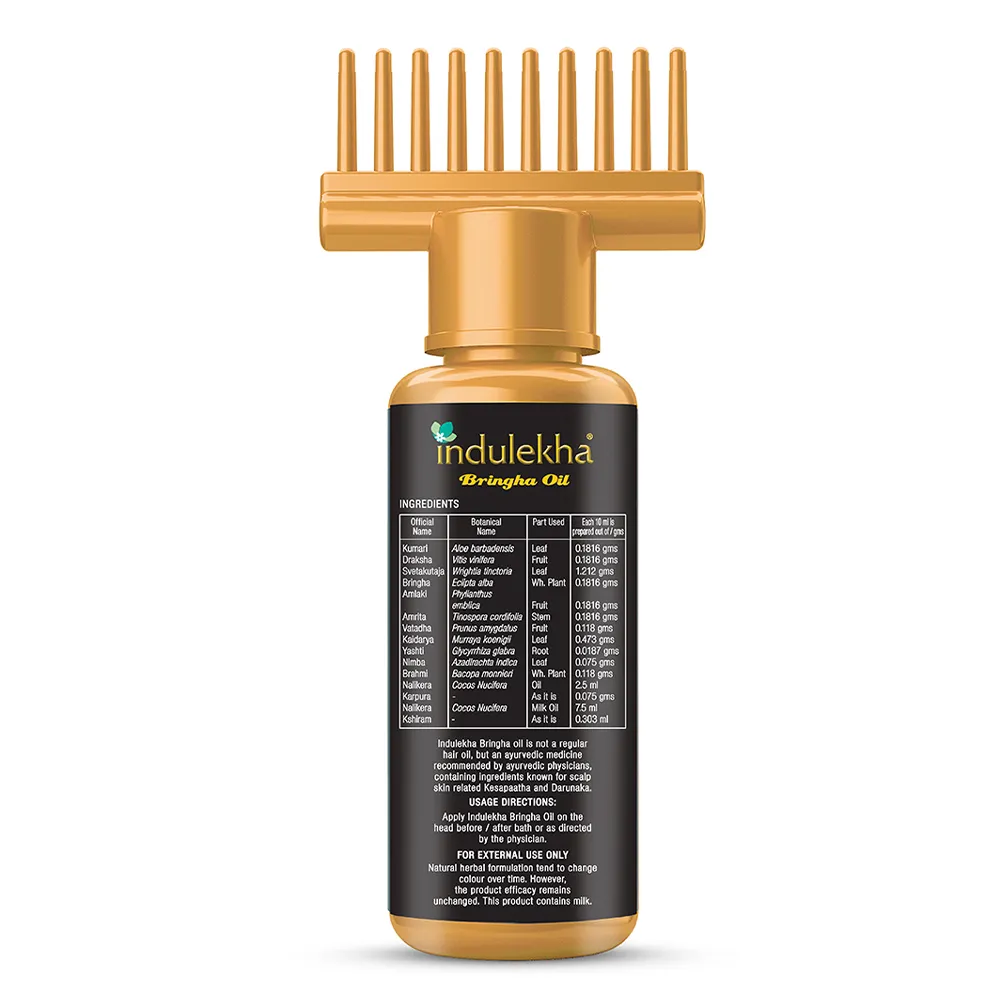 indulekha®
Bringha Oil
INGREDIENTS
Official Name Botanical Name Part Used Each 10 ml is prepared out of / gms
Kumari Aloe barbadensis Leaf 0.1816 gms
Draksha Vitis vinifera Fruit 0.1816 gms
Svetakutaja Wrightia tinctoria Leaf 1.212 gms
Bringha Eclipta alba Wh. Plant 0.1816 gms
Amlaki Phyllanthus
emblica Fruit 0.1816 gms
Amrita Tinospora cordifolia Stem 0.1816 gms
Vatadha Prunus amygdalus Fruit 0.118 gms
Kaidarya Murraya koenigii Leaf 0.473 gms
Yashti Glycyrrhiza glabra Root 0.0187 gms
Nimba Azadirachta indica Leaf 0.075 gms
Brahmi Bacopa monnieri Wh. Plant 0.118 gms
Nalikera Cocos Nucifera Oil 2.5 ml
Karpura - As it is 0.075 gms
Nalikera Cocos Nucifera Milk Oil 7.5 ml
Kshiram - As it is 0.303 ml
Indulekha Bringha oil is not a regular
hair oil, but an ayurvedic medicine
recommended by ayurvedic physicians,
containing ingredients known for scalp
skin related Kesapaatha and Darunaka.
USAGE DIRECTIONS:
Apply Indulekha Bringha Oil on the
head before / after bath or as directed
by the physician.
FOR EXTERNAL USE ONLY
Natural herbal formulation tend to change
colour over time. However,
the product efficacy remains
unchanged. This product contains milk.